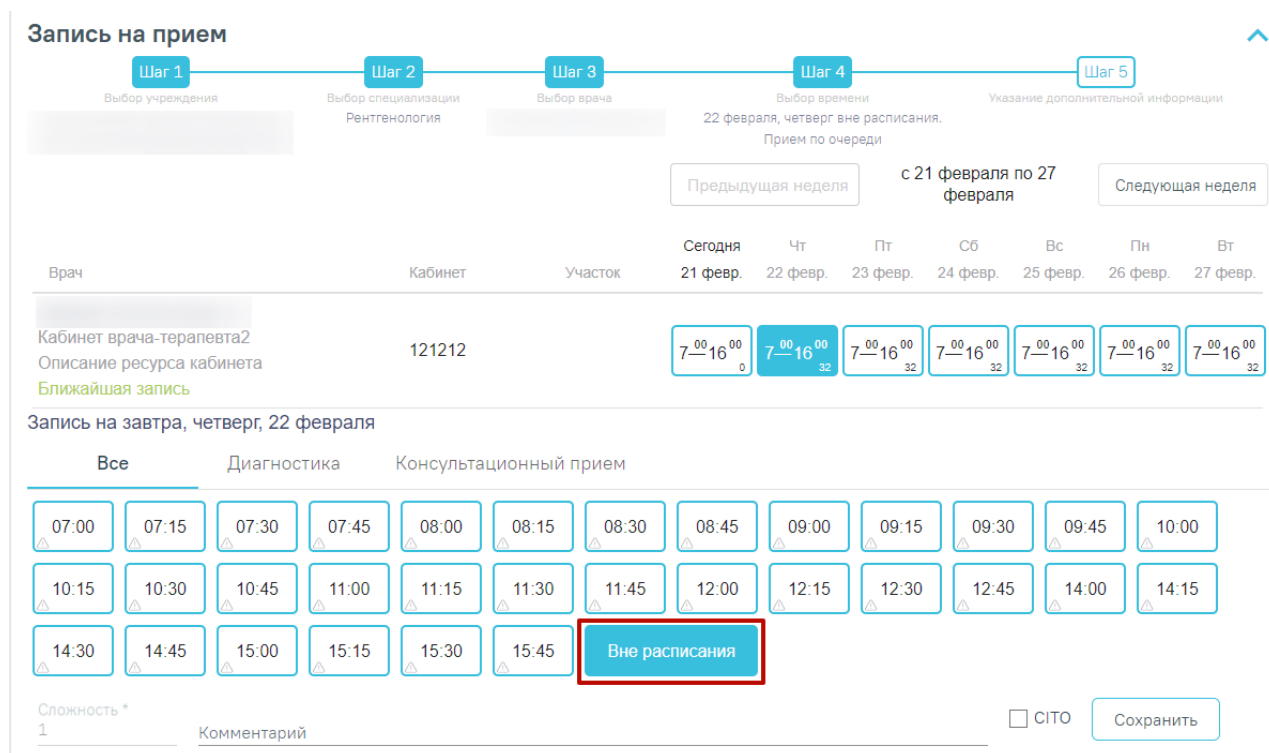 Запись на прием
Шаг 1 Шаг 2 Шаг 3 Шаг 4 Шаг 5
Выбор учреждения Выбор специализации Выбор врача Выбор времени Указание дополнительной информации
Рентгенология 22 февраля, четверг вне расписания.
Прием по очереди
Предыдущая неделя с 21 февраля по 27 Следующая неделя
февраля
Сегодня Чт Пт Сб Вс Пн Вт
Врач Кабинет Участок 21 февр. 22 февр. 23 февр. 24 февр. 25 февр. 26 февр. 27 февр.
Кабинет врача-терапевта2
121212 7—00 16 00 7—00 16 00 7—00 16 00 7—00 16 00 7—00 16 00 7—00 16 00 7—00 16 00
Описание ресурса кабинета
0 32 32 32 32 32 32
Ближайшая запись
Запись на завтра, четверг, 22 февраля
Все Диагностика Консультационный прием
07:00 07:15 07:30 07:45 08:00 08:15 08:30 08:45 09:00 09:15 09:30 09:45 10:00
10:15 10:30 10:45 11:00 11:15 11:30 11:45 12:00 12:15 12:30 12:45 14:00 14:15
14:30 14:45 15:00 15:15 15:30 15:45 Вне расписания
Сложность *
1 Комментарий CITO Сохранить